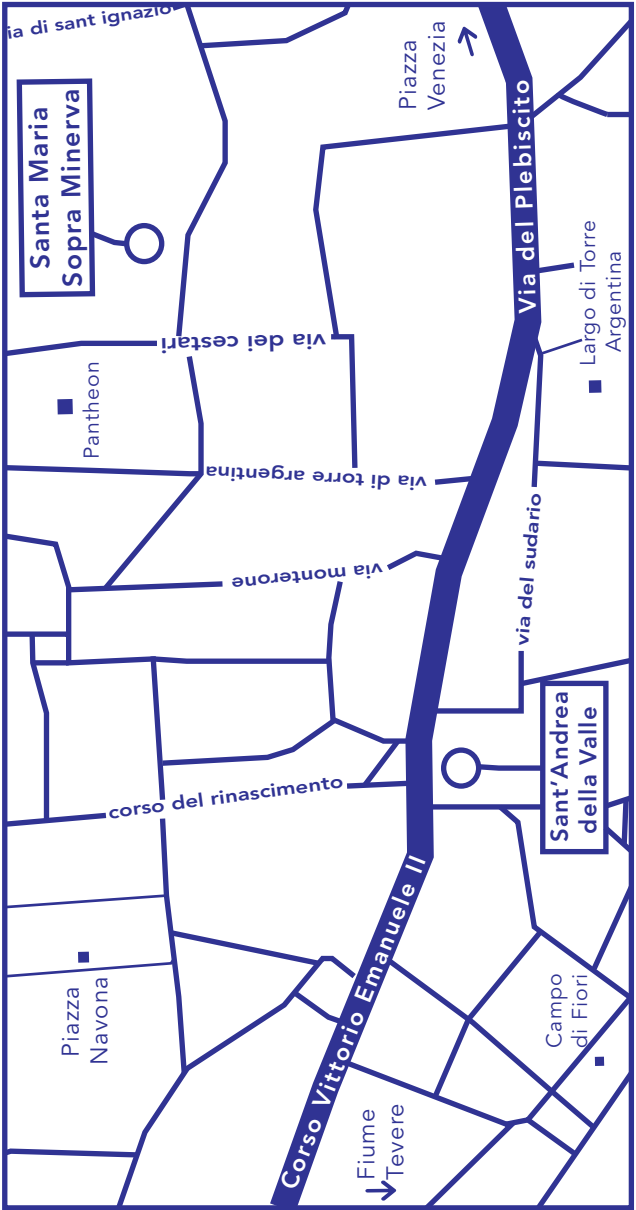 ia di sant ignazio
Piazza
Venezia
Santa Maria
Sopra Minerva
Via del Plebiscito
Largo di Torre
Argentina
via dei cestari
Pantheon
via di torre argentina
via del sudario
via monterone
Sant'Andrea
della Valle
corso del rinascimento
Corso Vittorio Emanuele II
Piazza
Navona
Campo
di Fiori
Fiume
Tevere